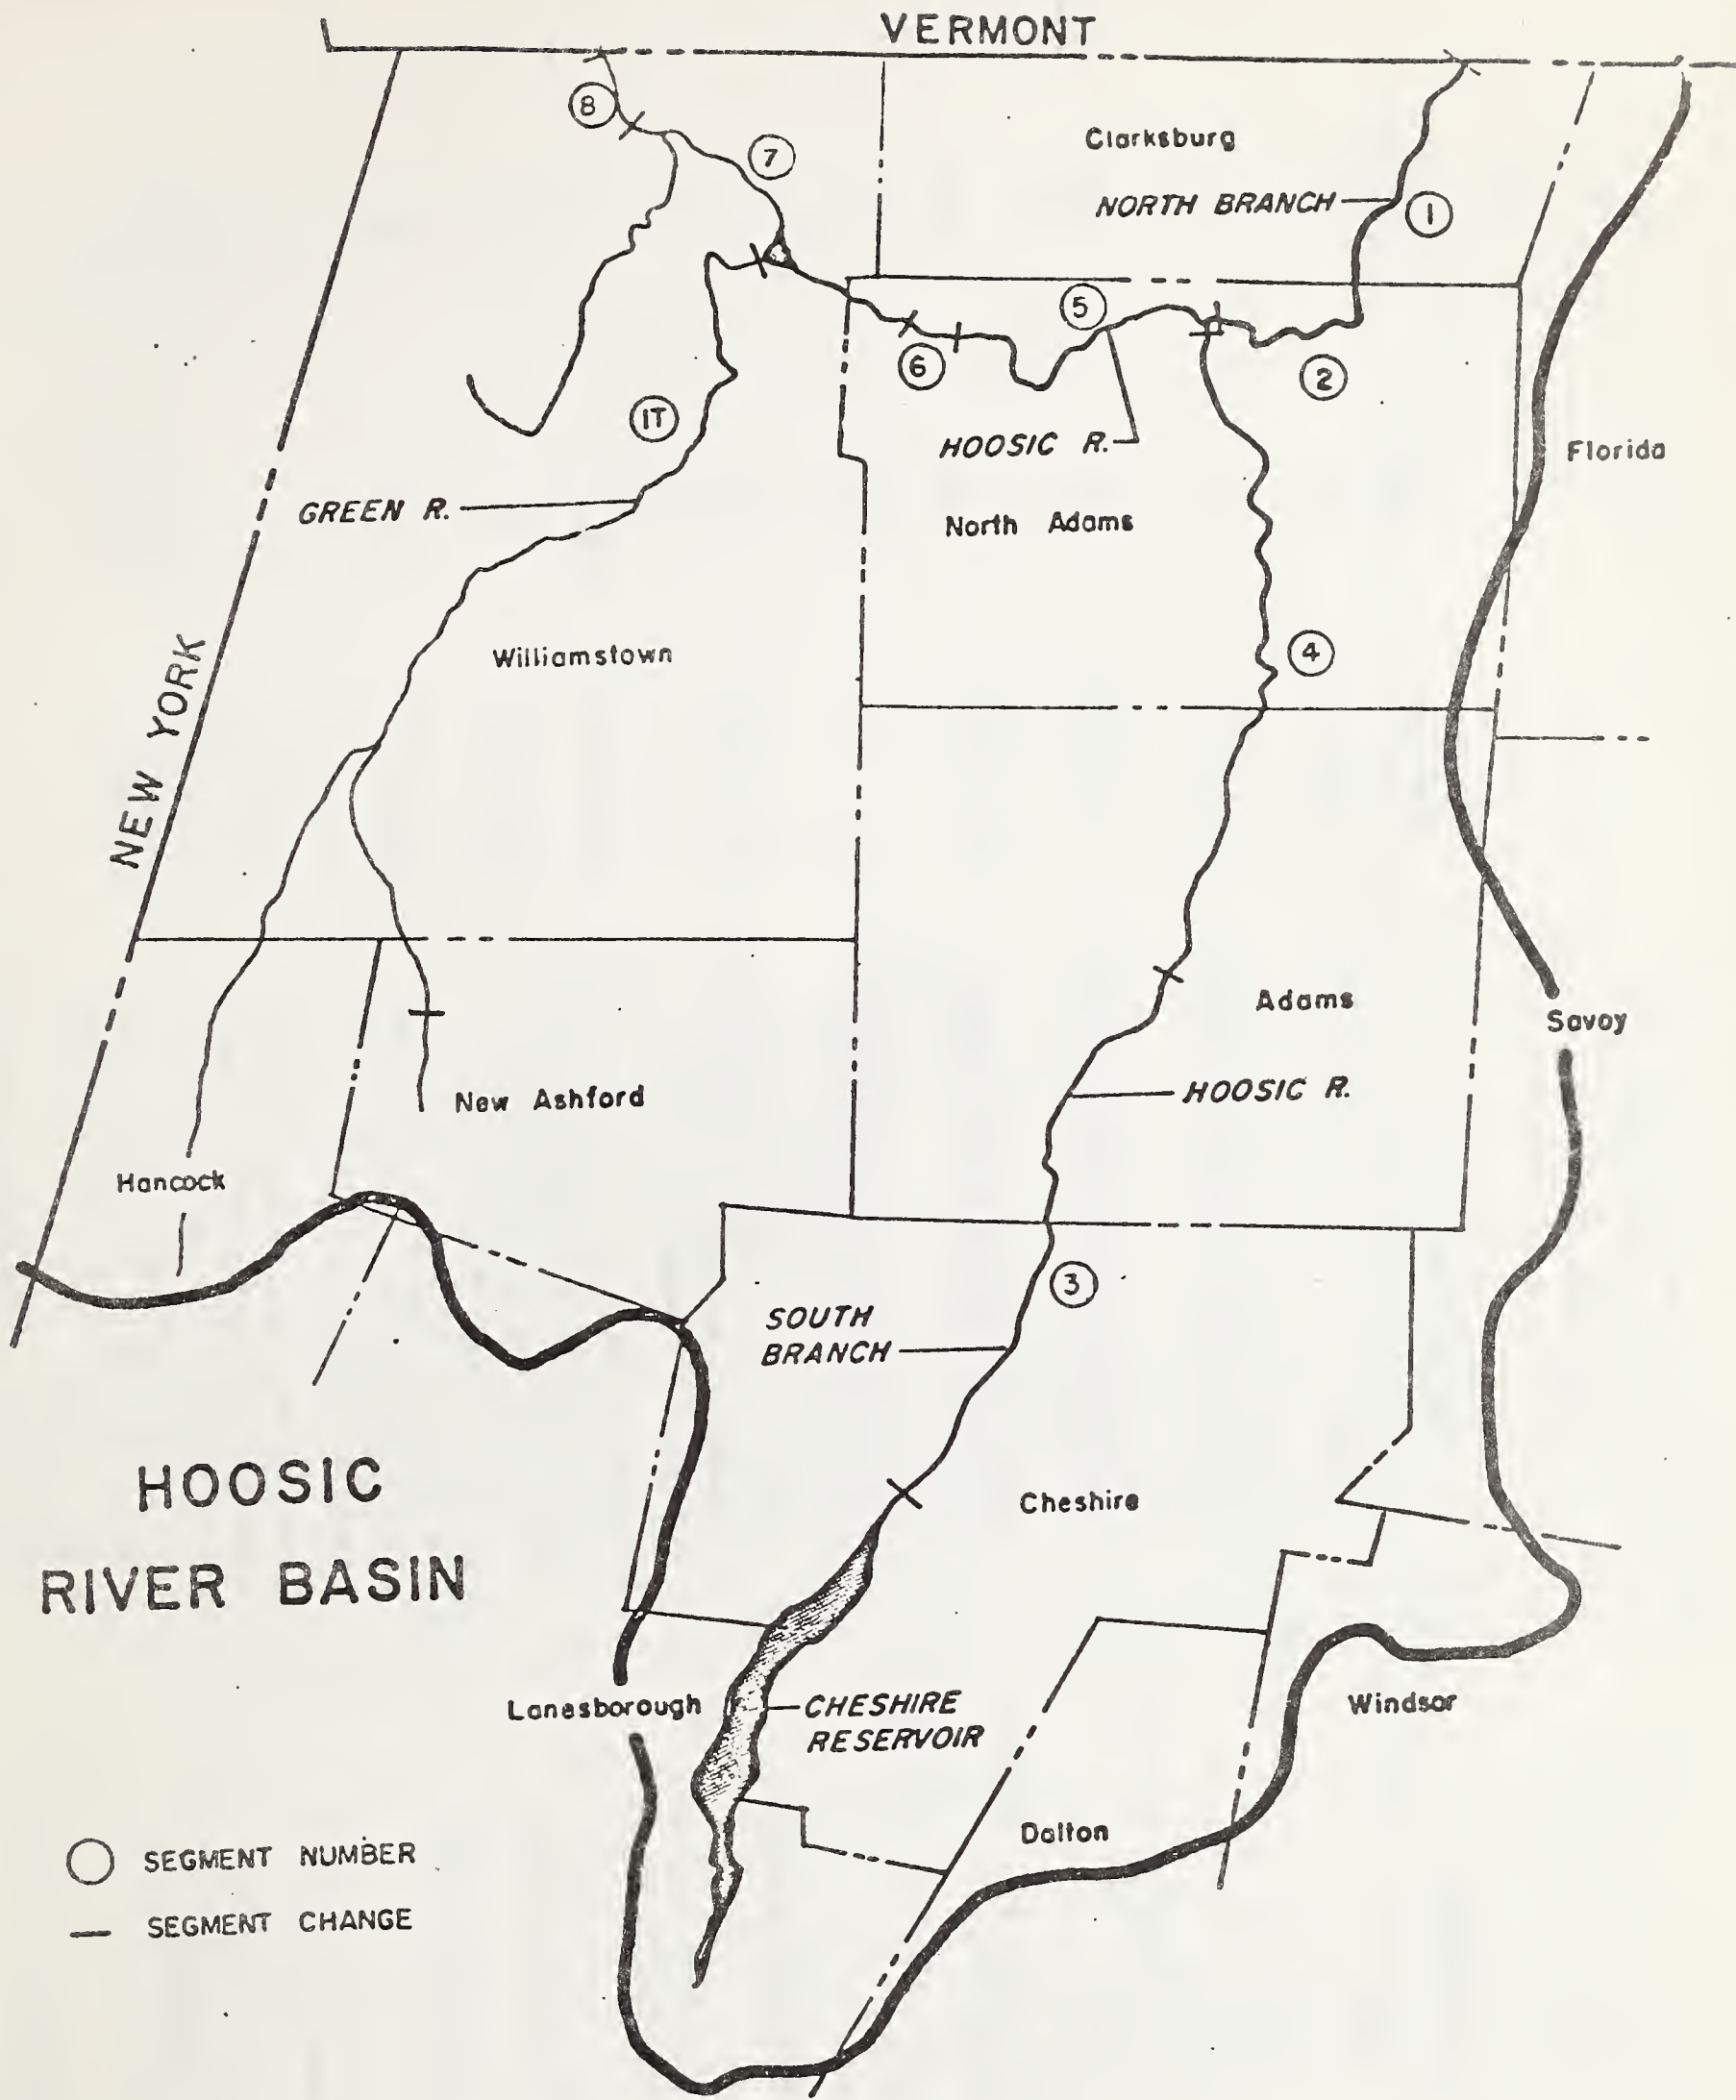 VERMONT
8
7
Clarksburg
NORTH BRANCH
1
5
6
2
1T
HOOSIC R.
Florida
GREEN R.
North Adams
4
Williamstown
NEW YORK
Adams
Savoy
HOOSIC R.
New Ashford
Hancock
3
SOUTH
BRANCH
HOOSIC
RIVER BASIN
Cheshire
Lanesborough
CHESHIRE
RESERVOIR
Windsor
Dalton
SEGMENT NUMBER
SEGMENT CHANGE